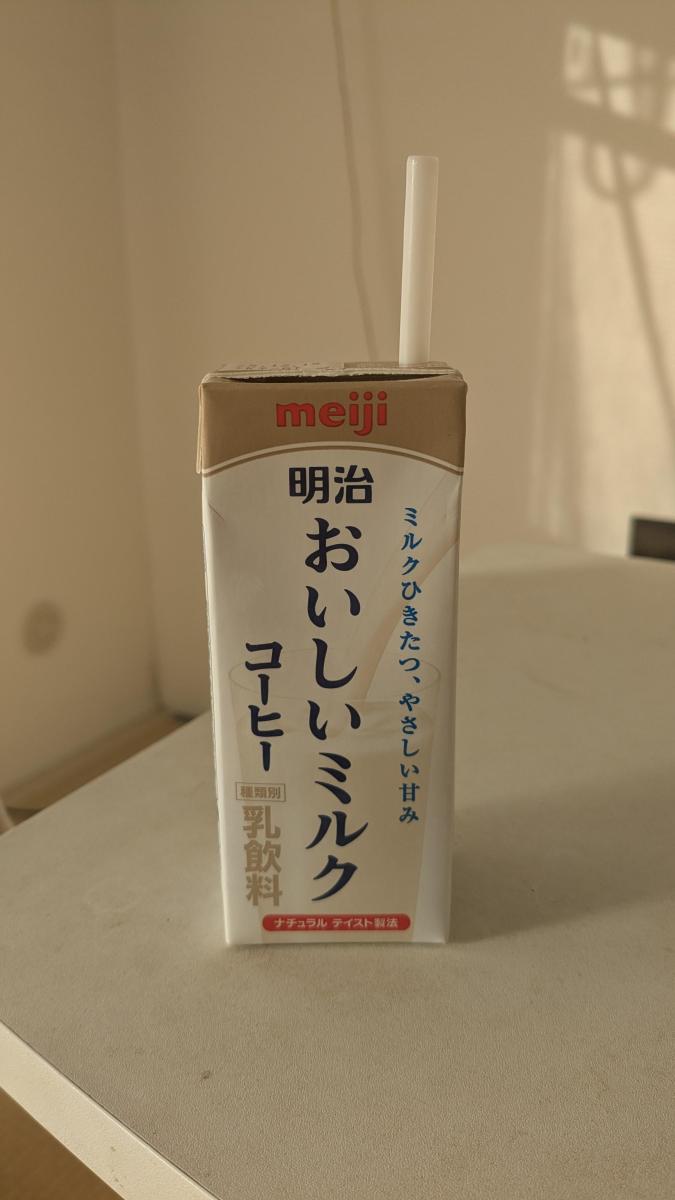 meiji
明治
ミルクひきたつ、やさしい甘み
おいしいミルク
コーヒー
種類別
乳飲料
ナチュラル テイスト製法